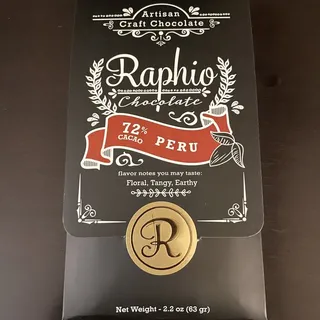 Artisan
Craft Chocolate
Raphio
Chocolate
72%
CACAO
PERU
flavor notes you may taste:
Floral, Tangy, Earthy
R
Net Weight - 2.2 oz (63 gr)